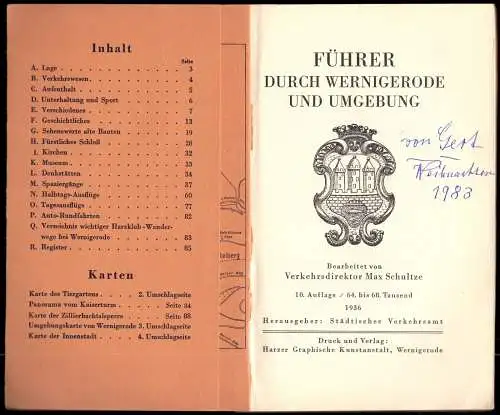 Inhalt
Seite
A. Lage 3
B. Verkehrswesen 4
C. Aufenthalt 5
D. Unterhaltung und Sport 6
E. Verschiedenes 7
F. Geschichtliches 13
G. Sehenswerte alte Bauten 19
H. Fürstliches Schloß 28
I. Kirchen 32
K. Museum 33
L. Denkstätten 34
M. Spaziergänge 37
N. Halbtags-Ausflüge 60
O. Tagesausflüge 77
P. Auto-Rundfahrten 82
Q. Verzeichnis wichtiger Harzklub-Wander-
wege bei Wernigerode 83
R. Register 85
Karten
Karte des Tiergartens 2. Umschlagseite
Panorama vom Kaiserturm Seite 34
Karte der Zillierbachtalsperre Seite 68
Umgebungskarte von Wernigerode 3. Umschlagseite
Karte der Innenstadt 4. Umschlagseite
FÜHRER
DURCH WERNIGERODE
UND UMGEBUNG
von Gert
Weihnachten
1983
Bearbeitet von
Verkehrsdirektor Max Schultze
10. Auflage / 64. bis 68. Tausend
1936
Herausgeber: Städtisches Verkehrsamt
Druck und Verlag:
Harzer Graphische Kunstanstalt, Wernigerode